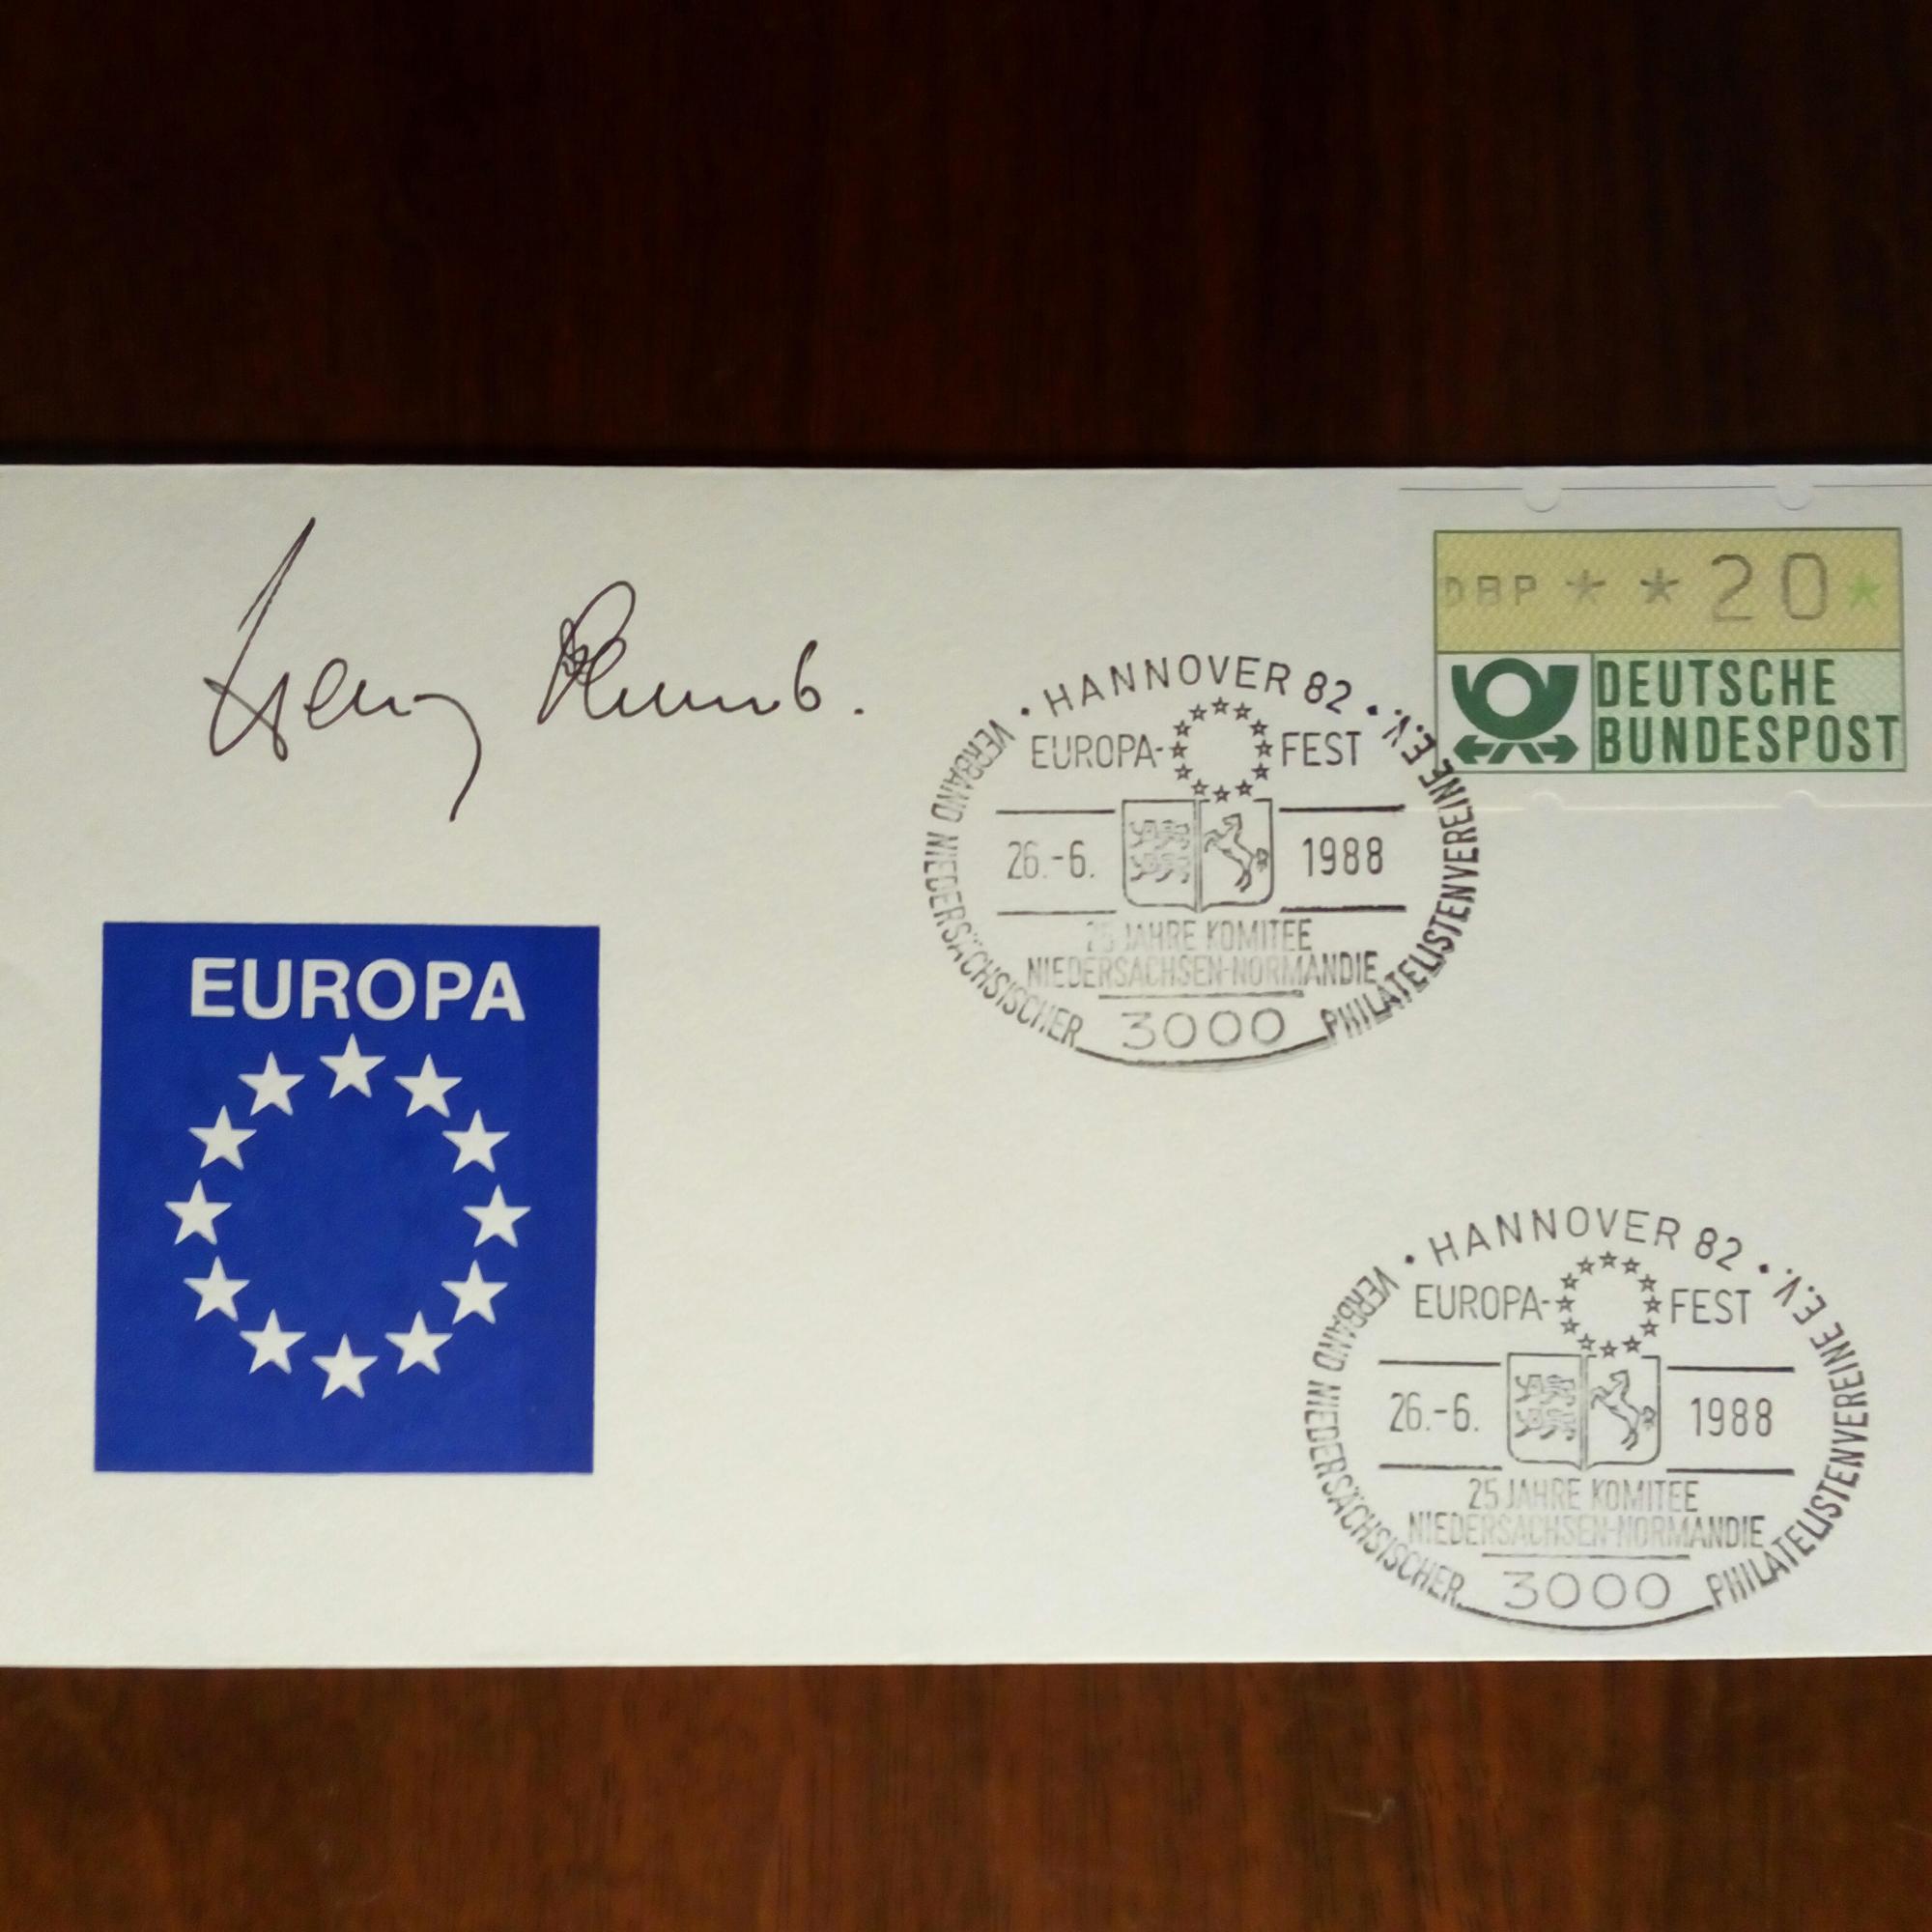 DBP * * 20 *
DEUTSCHE
BUNDESPOST
• HANNOVER 82 •
EUROPA-FEST
26.-6. 1988
25 JAHRE KOMITEE
NIEDERSACHSEN-NORMANDIE
3000
VERBAND NIEDERSÄCHSISCHER PHILATELISTENVEREINE E.V.
EUROPA
• HANNOVER 82 •
EUROPA-FEST
26.-6. 1988
25 JAHRE KOMITEE
NIEDERSACHSEN-NORMANDIE
3000
VERBAND NIEDERSÄCHSISCHER PHILATELISTENVEREINE E.V.